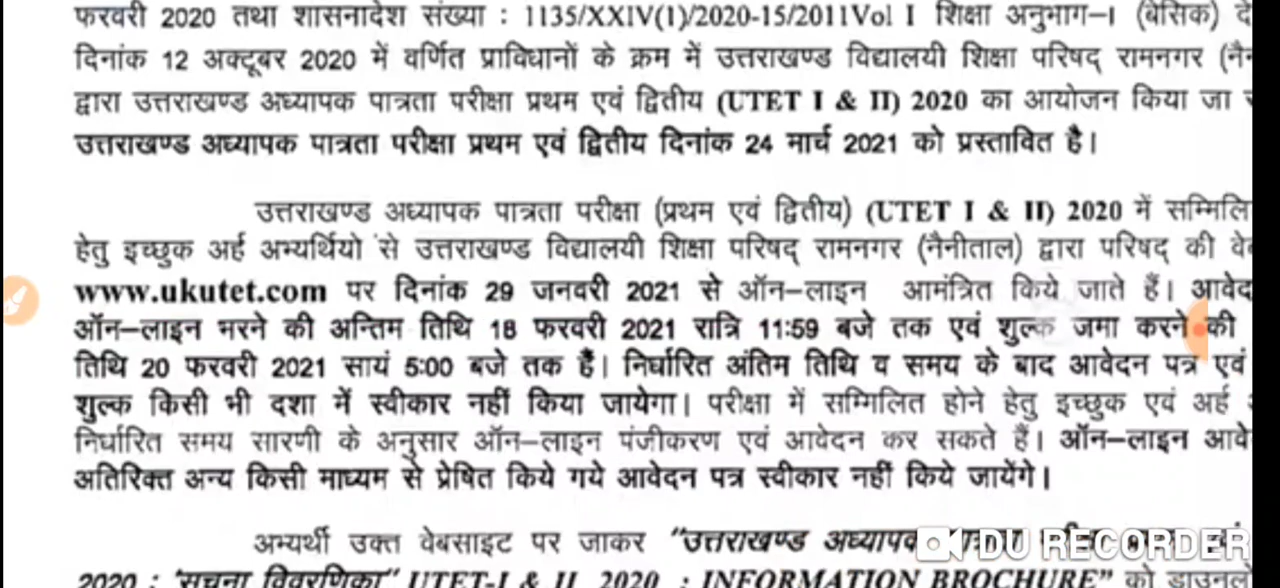 फरवरी 2020 तथा शासनादेश संख्या : 1135/XXIV(1)/2020-15/2011Vol I शिक्षा अनुभाग-I (बेसिक)
दिनांक 12 अक्टूबर 2020 में वर्णित प्राविधानों के क्रम में उत्तराखण्ड विद्यालयी शिक्षा परिषद् रामनगर
द्वारा उत्तराखण्ड अध्यापक पात्रता परीक्षा प्रथम एवं द्वितीय (UTET I & II) 2020 का आयोजन किया जा
उत्तराखण्ड अध्यापक पात्रता परीक्षा प्रथम एवं द्वितीय दिनांक 24 मार्च 2021 को प्रस्तावित है।
उत्तराखण्ड अध्यापक पात्रता परीक्षा (प्रथम एवं द्वितीय) (UTET I & II) 2020 में सम्मिलि
हेतु इच्छुक अर्ह अभ्यर्थियो से उत्तराखण्ड विद्यालयी शिक्षा परिषद् रामनगर (नैनीताल) द्वारा परिषद् की
www.ukutet.com पर दिनांक 29 जनवरी 2021 से ऑन-लाइन आमंत्रित किये जाते हैं। आवेद
ऑन-लाइन भरने की अन्तिम तिथि 18 फरवरी 2021 रात्रि 11:59 बजे तक एवं शुल्क जमा करने की
तिथि 20 फरवरी 2021 सायं 5:00 बजे तक है। निर्धारित अंतिम तिथि व समय के बाद आवेदन पत्र एवं
शुल्क किसी भी दशा में स्वीकार नहीं किया जायेगा। परीक्षा में सम्मिलित होने हेतु इच्छुक एवं अर्ह
निर्धारित समय सारणी के अनुसार ऑन-लाइन पंजीकरण एवं आवेदन कर सकते हैं। ऑन-लाइन आवे
अतिरिक्त अन्य किसी माध्यम से प्रेषित किये गये आवेदन पत्र स्वीकार नहीं किये जायेंगे।
अभ्यर्थी उक्त वेबसाइट पर जाकर "उत्तराखण्ड अध्यापक
DU RECORDER
2020 : "सूचना विवरणिका" UTET-I & II 2020 : INFORMATION BROCHURE" को